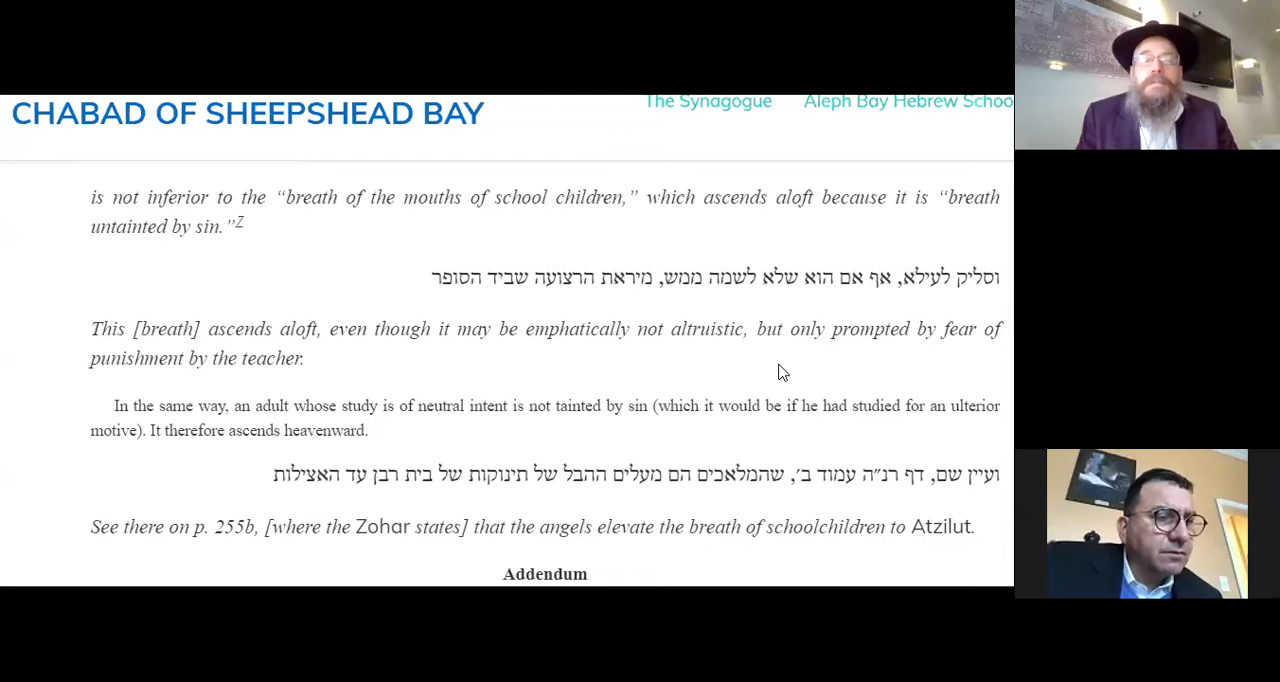 The Synagogue Aleph Bay Hebrew Schoo
CHABAD OF SHEEPSHEAD BAY
is not inferior to the “breath of the mouths of school children,” which ascends aloft because it is “breath
untainted by sin.”7
וסליק לעילא, אף אם הוא שלא לשמה ממש, מיראת הרצועה שביד הסופר
This [breath] ascends aloft, even though it may be emphatically not altruistic, but only prompted by fear of
punishment by the teacher.
In the same way, an adult whose study is of neutral intent is not tainted by sin (which it would be if he had studied for an ulterior
motive). It therefore ascends heavenward.
ועיין שם, דף רנ״ה עמוד ב׳, שהמלאכים הם מעלים ההבל של תינוקות של בית רבן עד האצילות
See there on p. 255b, [where the Zohar states] that the angels elevate the breath of schoolchildren to Atzilut.
Addendum